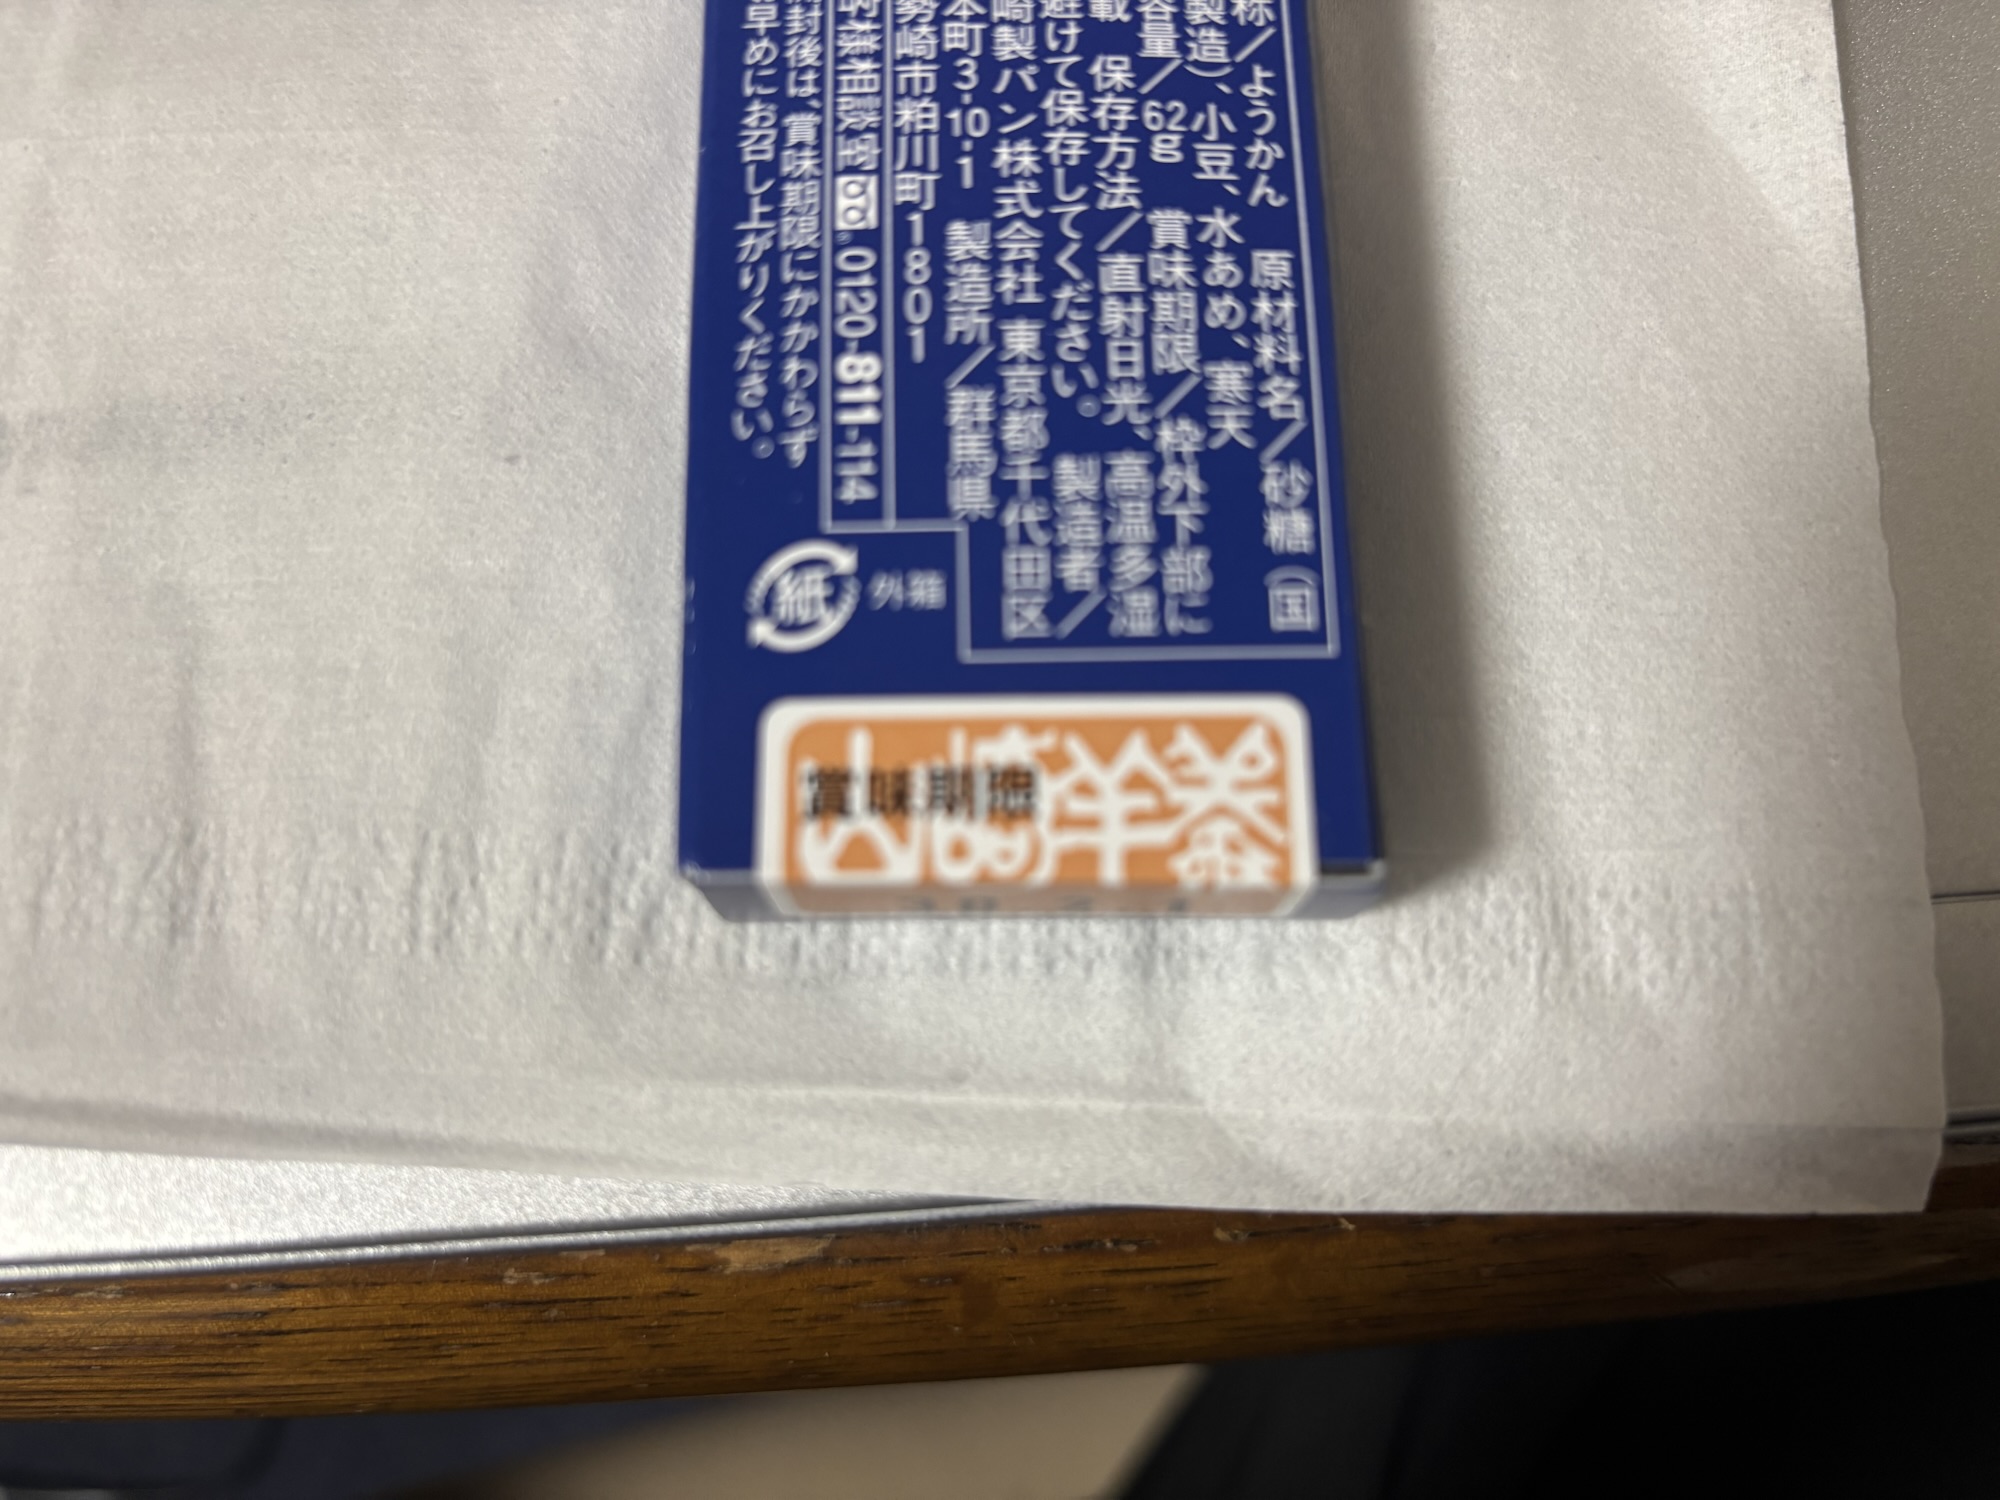 称／ようかん　原材料名／砂糖（国
製造）、小豆、水あめ、寒天
容量／62g　賞味期限／枠外下部に
載　保存方法／直射日光、高温多湿
避けて保存してください。　製造者／
崎製パン株式会社　東京都千代田区
本町3-10-1　製造所／群馬県
勢崎市粕川町1801
客様相談室 0120-811-114
開封後は、賞味期限にかかわらず
早めにお召し上がりください。
紙 外箱
賞味期限